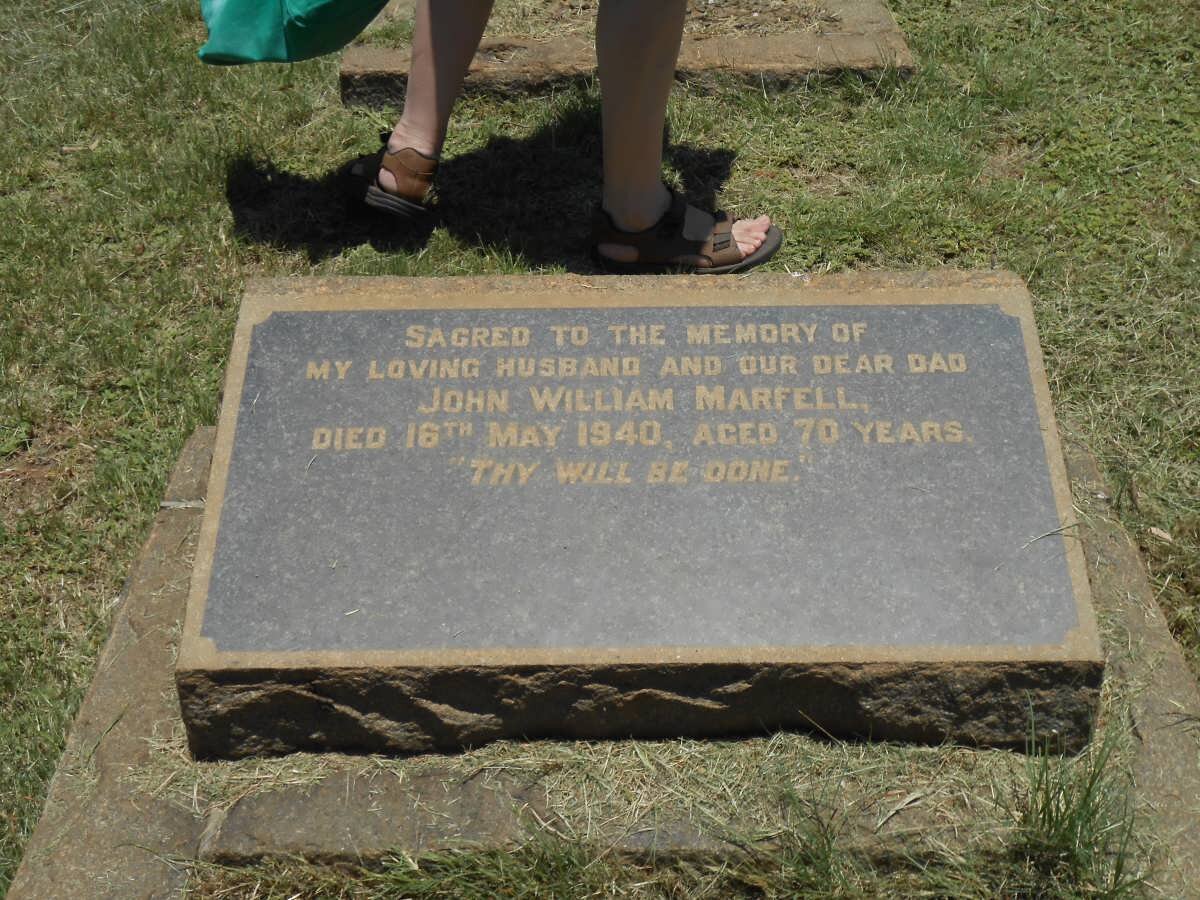 SACRED TO THE MEMORY OF
MY LOVING HUSBAND AND OUR DEAR DAD
JOHN WILLIAM MARFELL,
DIED 16TH MAY 1940, AGED 70 YEARS.
"THY WILL BE DONE."